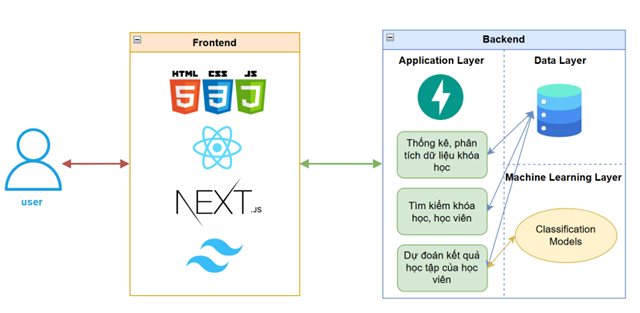 Frontend
HTML CSS JS
5 3 J
NEXT.JS
user
Backend
Application Layer
Data Layer
Thống kê, phân
tích dữ liệu khóa
học
Machine Learning Layer
Tìm kiếm khóa
học, học viên
Classification
Models
Dự đoán kết quả
học tập của học
viên